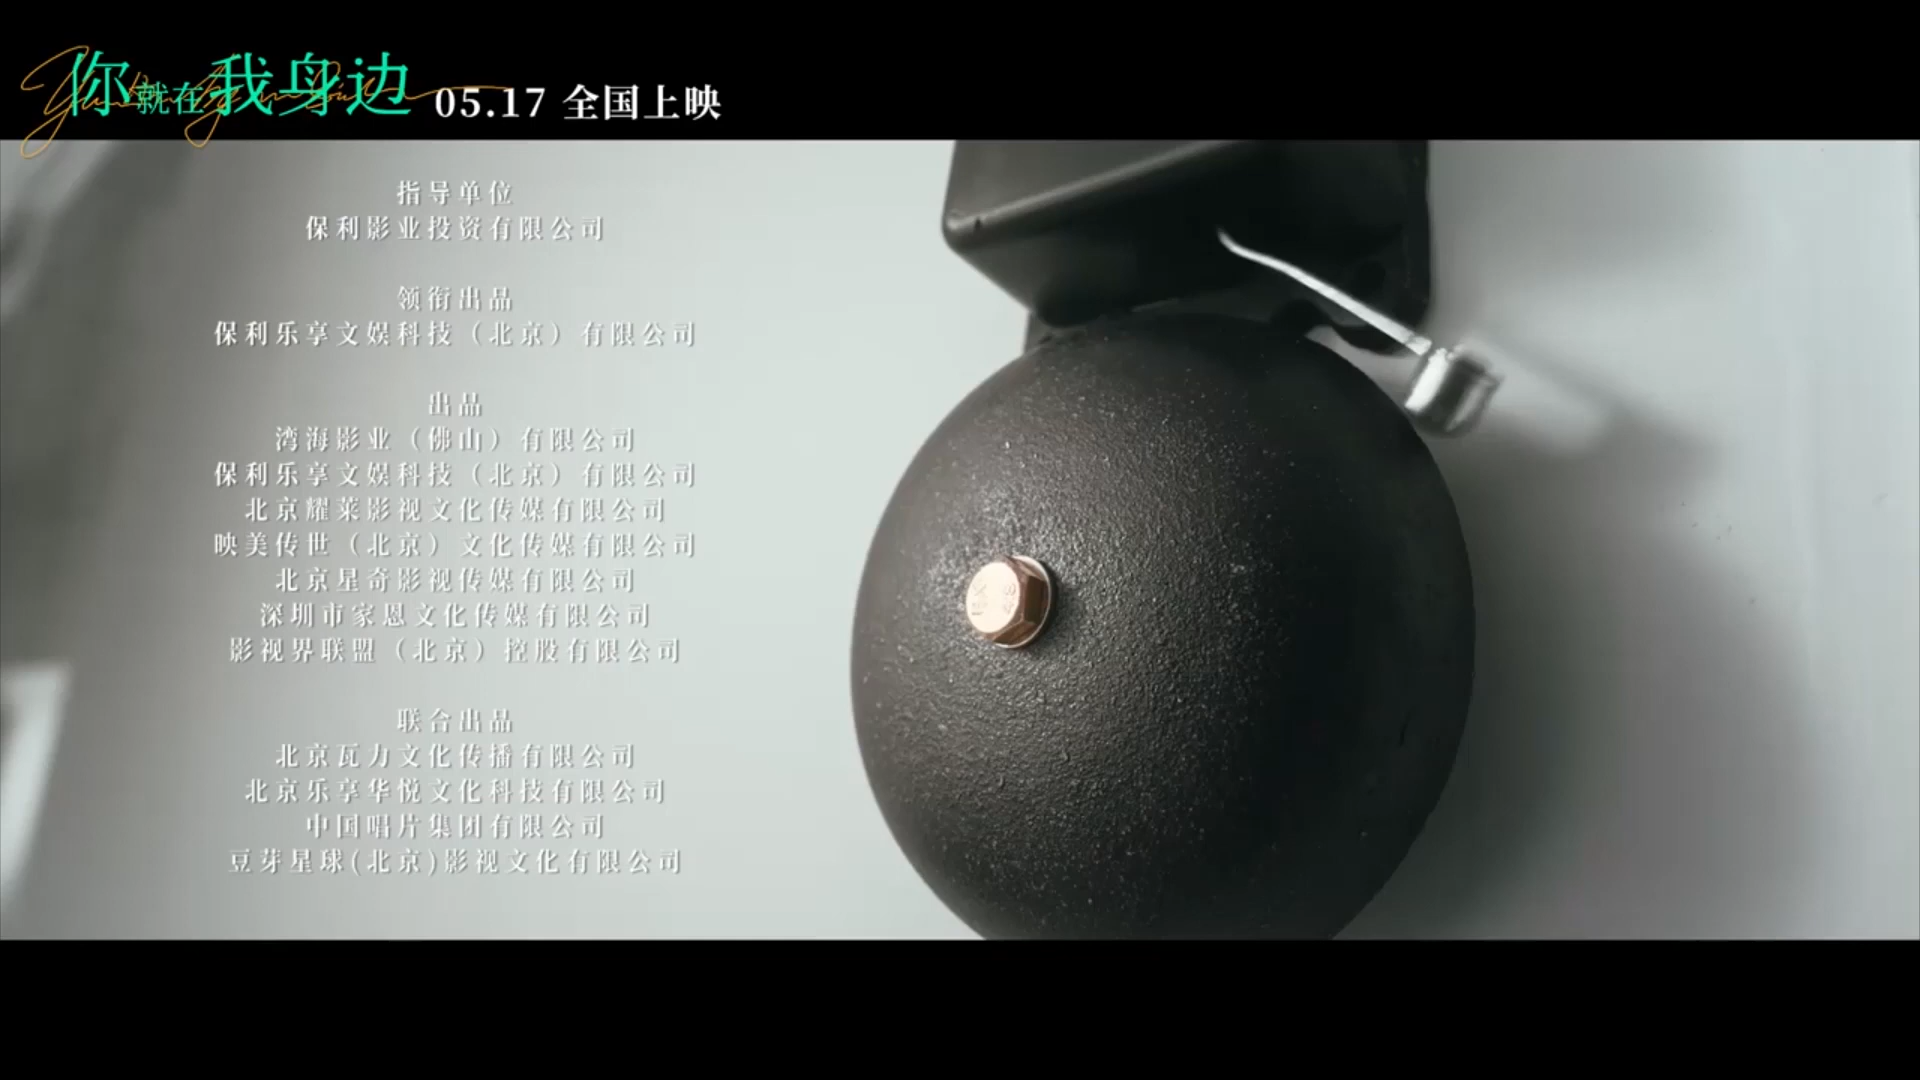 你就在我身边
05.17 全国上映
指导单位
保利影业投资有限公司
领衔出品
保利乐享文娱科技（北京）有限公司
出品
湾海影业（佛山）有限公司
保利乐享文娱科技（北京）有限公司
北京耀莱影视文化传媒有限公司
映美传世（北京）文化传媒有限公司
北京星奇影视传媒有限公司
深圳市家恩文化传媒有限公司
影视界联盟（北京）控股有限公司
联合出品
北京瓦力文化传播有限公司
北京乐享华悦文化科技有限公司
中国唱片集团有限公司
豆芽星球(北京)影视文化有限公司